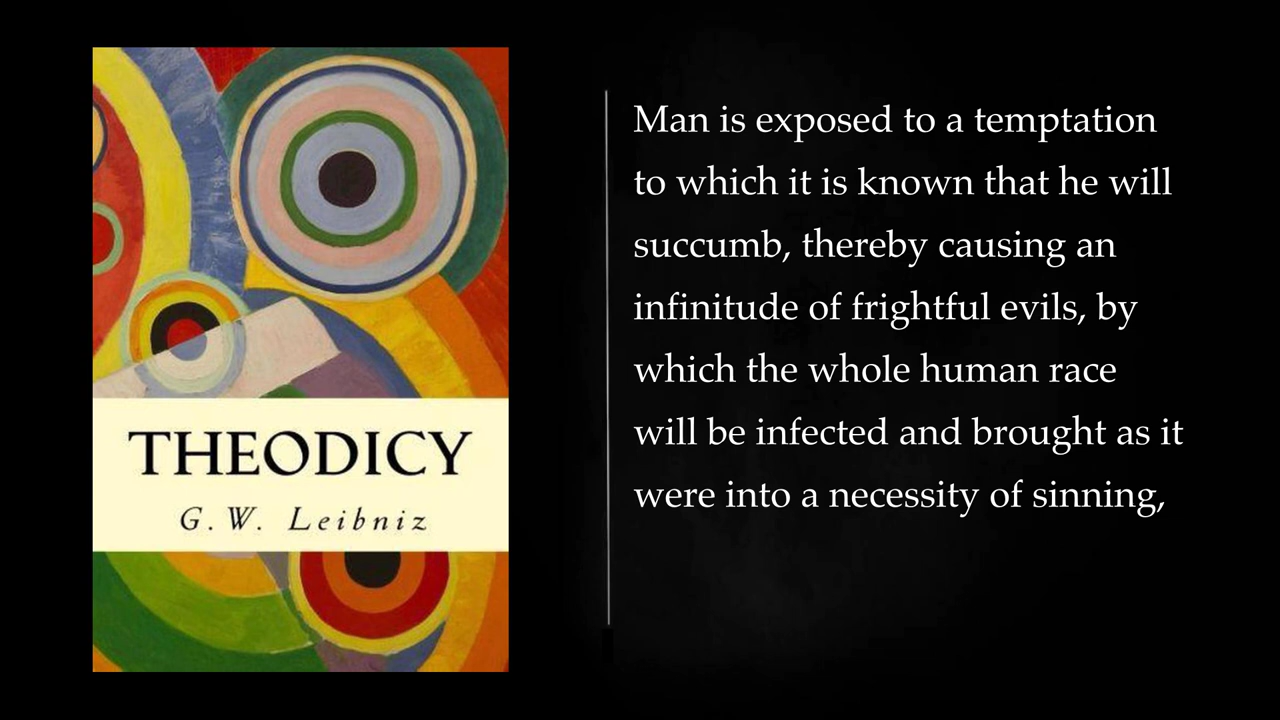 THEODICY
G.W. Leibniz
Man is exposed to a temptation
to which it is known that he will
succumb, thereby causing an
infinitude of frightful evils, by
which the whole human race
will be infected and brought as it
were into a necessity of sinning,